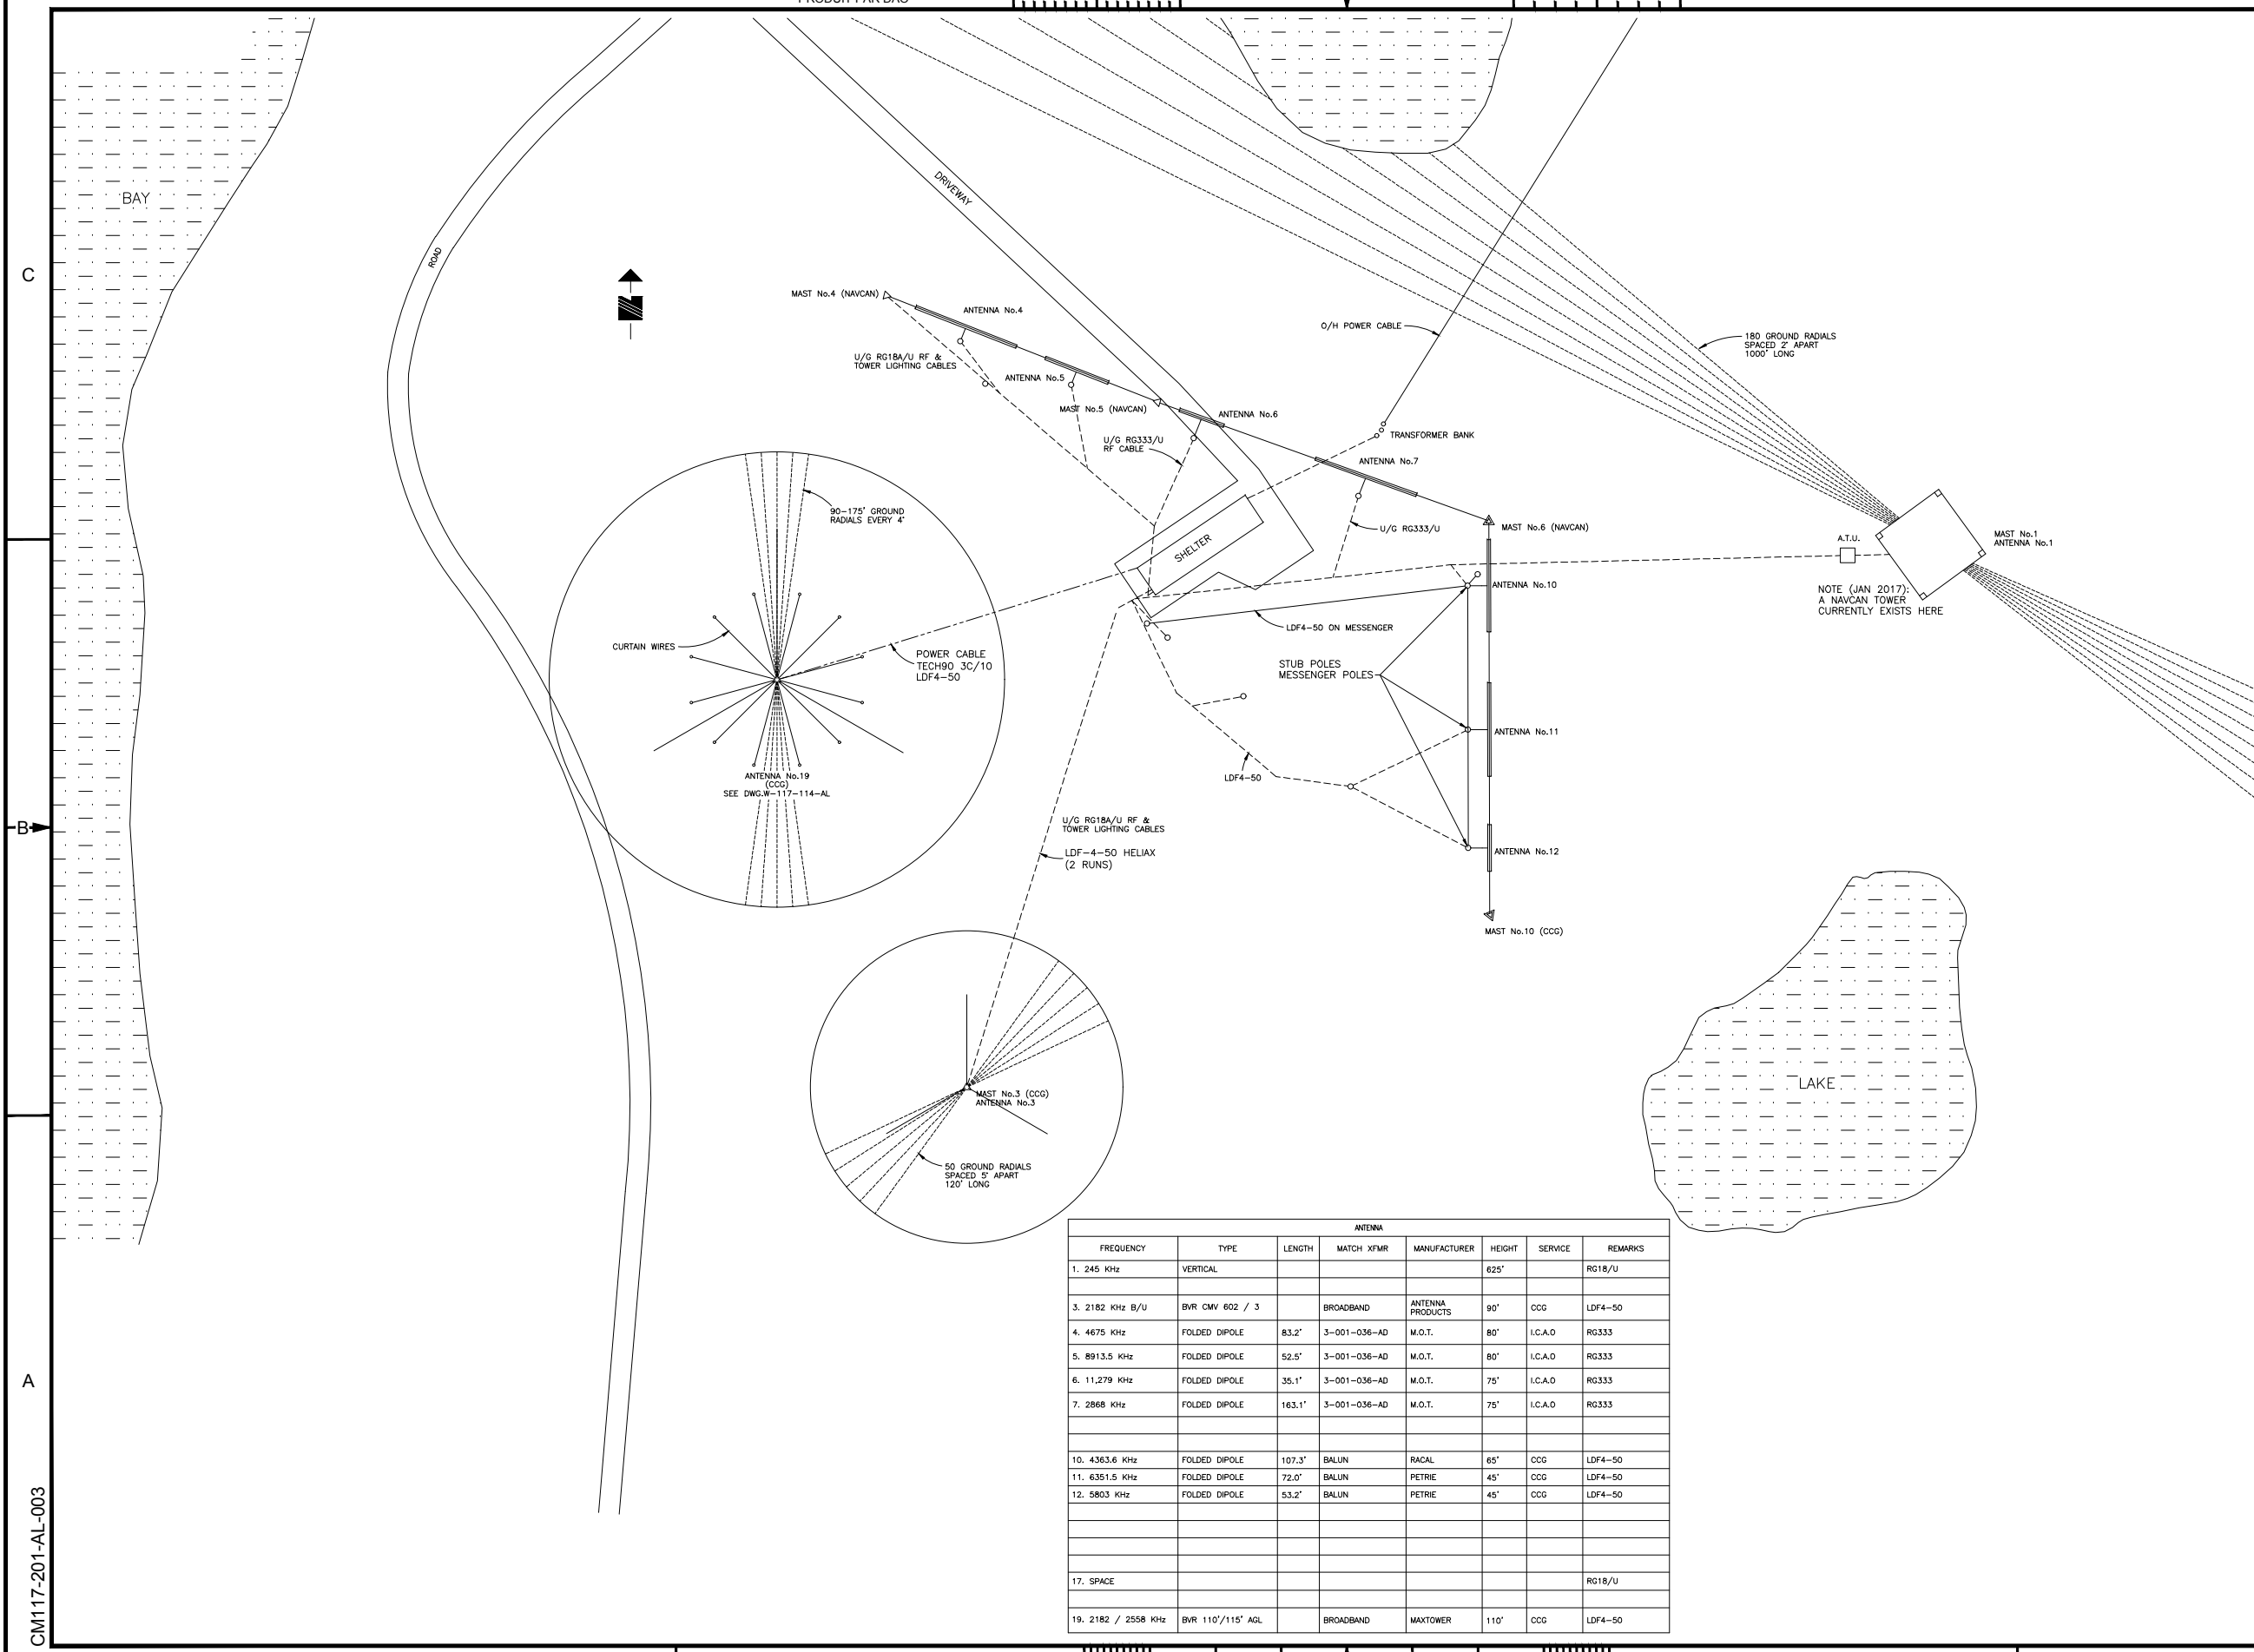 C
B
A
CM117-201-AL-003
BAY
ROAD
DRIVEWAY
MAST No.4 (NAVCAN)
ANTENNA No.4
U/G RG18A/U RF &
TOWER LIGHTING CABLES
ANTENNA No.5
MAST No.5 (NAVCAN)
ANTENNA No.6
U/G RG333/U
RF CABLE
O/H POWER CABLE
TRANSFORMER BANK
ANTENNA No.7
U/G RG333/U
MAST No.6 (NAVCAN)
180 GROUND RADIALS
SPACED 2' APART
1000' LONG
A.T.U.
MAST No.1
ANTENNA No.1
NOTE (JAN 2017):
A NAVCAN TOWER
CURRENTLY EXISTS HERE
90-175' GROUND
RADIALS EVERY 4'
SHELTER
ANTENNA No.10
LDF4-50 ON MESSENGER
CURTAIN WIRES
POWER CABLE
TECH90 3C/10
LDF4-50
STUB POLES
MESSENGER POLES
ANTENNA No.11
LDF4-50
ANTENNA No.19
(CCG)
SEE DWG.W-117-114-AL
U/G RG18A/U RF &
TOWER LIGHTING CABLES
LDF-4-50 HELIAX
(2 RUNS)
ANTENNA No.12
MAST No.10 (CCG)
LAKE
MAST No.3 (CCG)
ANTENNA No.3
50 GROUND RADIALS
SPACED 5' APART
120' LONG
ANTENNA
FREQUENCY TYPE LENGTH MATCH XFMR MANUFACTURER HEIGHT SERVICE REMARKS
1. 245 KHz VERTICAL 625' RG18/U
3. 2182 KHz B/U BVR CMV 602 / 3 BROADBAND ANTENNA PRODUCTS 90' CCG LDF4-50
4. 4675 KHz FOLDED DIPOLE 83.2' 3-001-036-AD M.O.T. 80' I.C.A.O RG333
5. 8913.5 KHz FOLDED DIPOLE 52.5' 3-001-036-AD M.O.T. 80' I.C.A.O RG333
6. 11,279 KHz FOLDED DIPOLE 35.1' 3-001-036-AD M.O.T. 75' I.C.A.O RG333
7. 2868 KHz FOLDED DIPOLE 163.1' 3-001-036-AD M.O.T. 75' I.C.A.O RG333
10. 4363.6 KHz FOLDED DIPOLE 107.3' BALUN RACAL 65' CCG LDF4-50
11. 6351.5 KHz FOLDED DIPOLE 72.0' BALUN PETRIE 45' CCG LDF4-50
12. 5803 KHz FOLDED DIPOLE 53.2' BALUN PETRIE 45' CCG LDF4-50
17. SPACE RG18/U
19. 2182 / 2558 KHz BVR 110'/115' AGL BROADBAND MAXTOWER 110' CCG LDF4-50